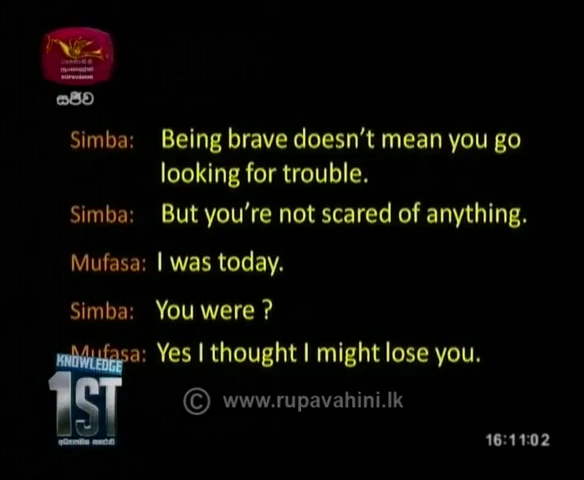 RUPAVAHINI
සජීව
Simba: Being brave doesn't mean you go
looking for trouble.
Simba: But you're not scared of anything.
Mufasa: I was today.
Simba: You were ?
Mufasa: Yes I thought I might lose you.
KNOWLEDGE
1ST
© www.rupavahini.lk
16:11:02